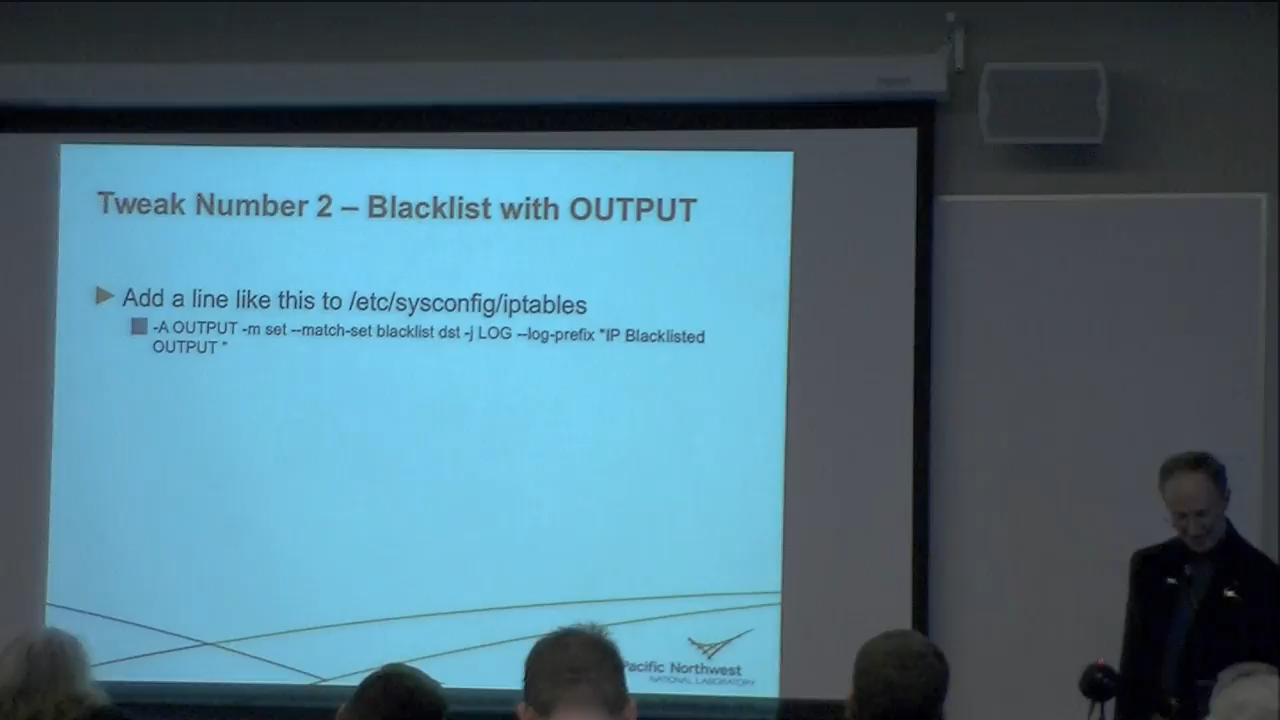 Tweak Number 2 – Blacklist with OUTPUT
Add a line like this to /etc/sysconfig/iptables
-A OUTPUT -m set --match-set blacklist dst -j LOG --log-prefix "IP Blacklisted
OUTPUT "
Pacific Northwest
NATIONAL LABORATORY